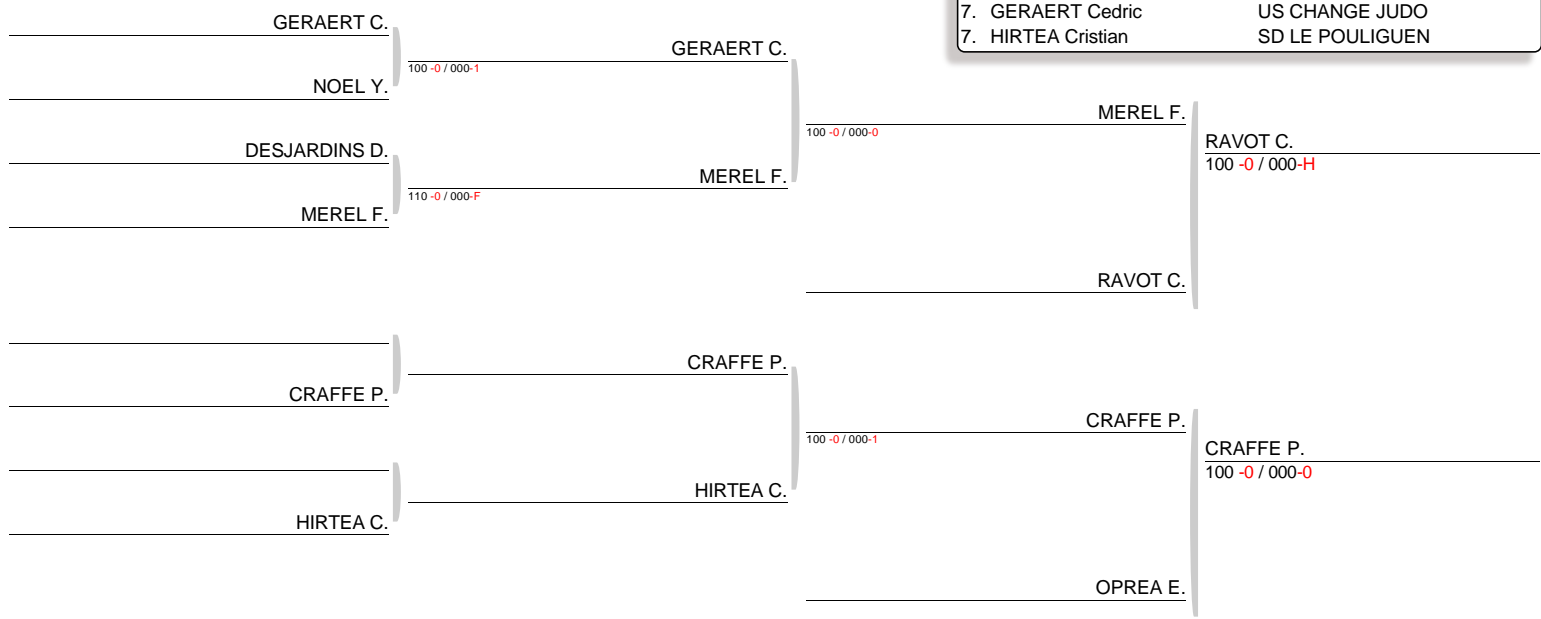 7. GERAERT Cedric US CHANGE JUDO
7. HIRTEA Cristian SD LE POULIGUEN
GERAERT C.
NOEL Y.
DESJARDINS D.
MEREL F.
CRAFFE P.
HIRTEA C.
GERAERT C.
100 -0 / 000-1
MEREL F.
110 -0 / 000-F
CRAFFE P.
HIRTEA C.
MEREL F.
100 -0 / 000-0
RAVOT C.
CRAFFE P.
100 -0 / 000-1
OPREA E.
RAVOT C.
100 -0 / 000-H
CRAFFE P.
100 -0 / 000-0